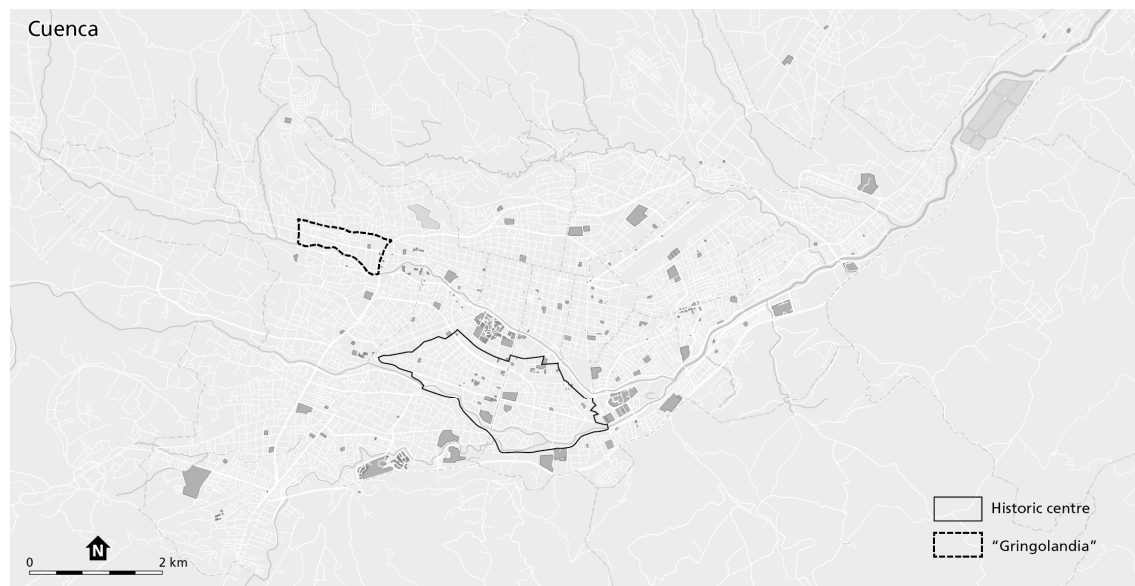 Cuenca
Historic centre
“Gringolandia”
N
0 2 km